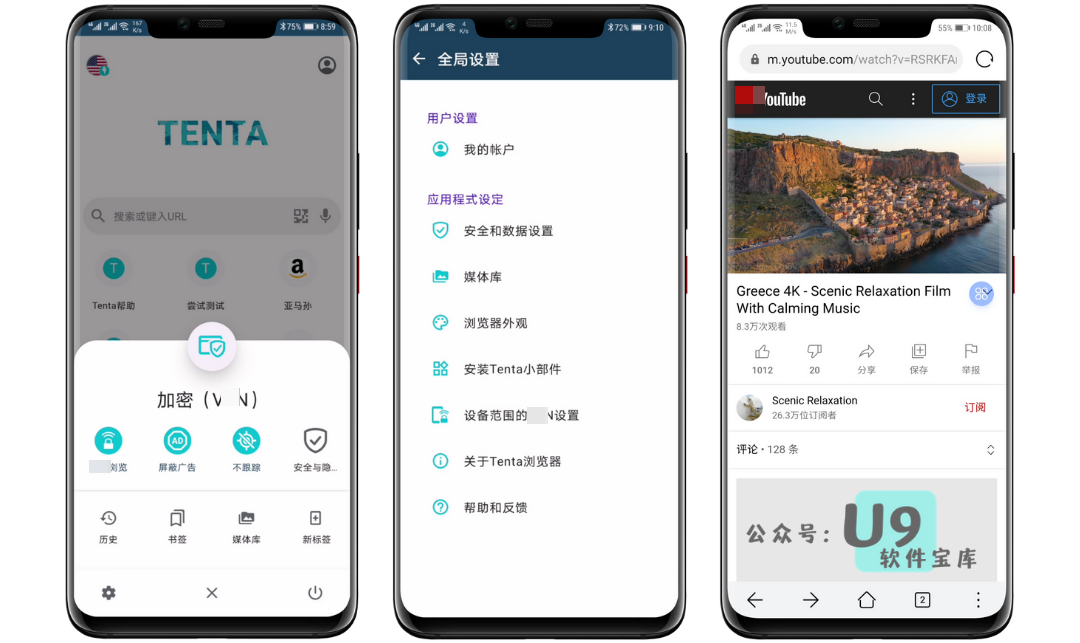 167
K/s
75%
8:59
TENTA
搜索或键入URL
T
T
a
Tenta帮助
尝试测试
亚马孙
加密（V N）
AD
浏览
屏蔽广告
不跟踪
安全与隐...
历史
书签
媒体库
新标签
4
K/s
72%
9:10
全局设置
用户设置
我的帐户
应用程式设定
安全和数据设置
媒体库
浏览器外观
安装Tenta小部件
设备范围的 N设置
关于Tenta浏览器
帮助和反馈
11.5
M/s
55%
10:08
m.youtube.com/watch?v=RSRKFA
YouTube
登录
Greece 4K - Scenic Relaxation Film
With Calming Music
8.3万次观看
1012
20
分享
保存
举报
Scenic Relaxation
26.3万位订阅者
订阅
评论 · 128 条
公众号：U9
软件宝库
2